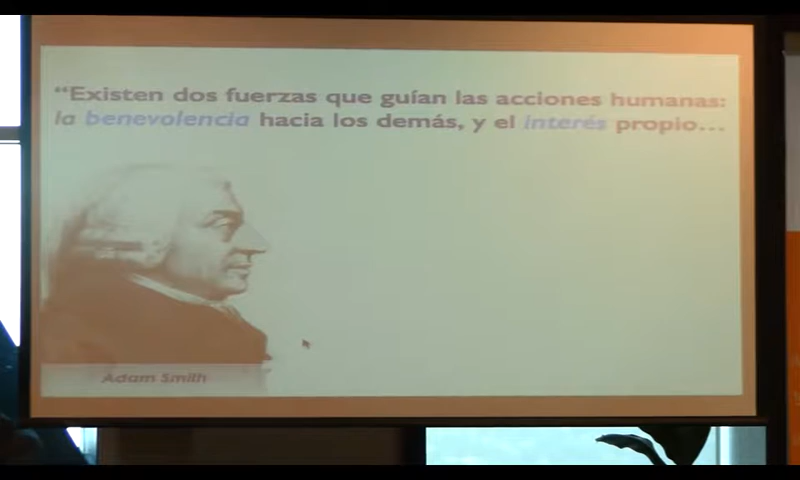 “Existen dos fuerzas que guían las acciones humanas:
la benevolencia hacia los demás, y el interés propio...
Adam Smith